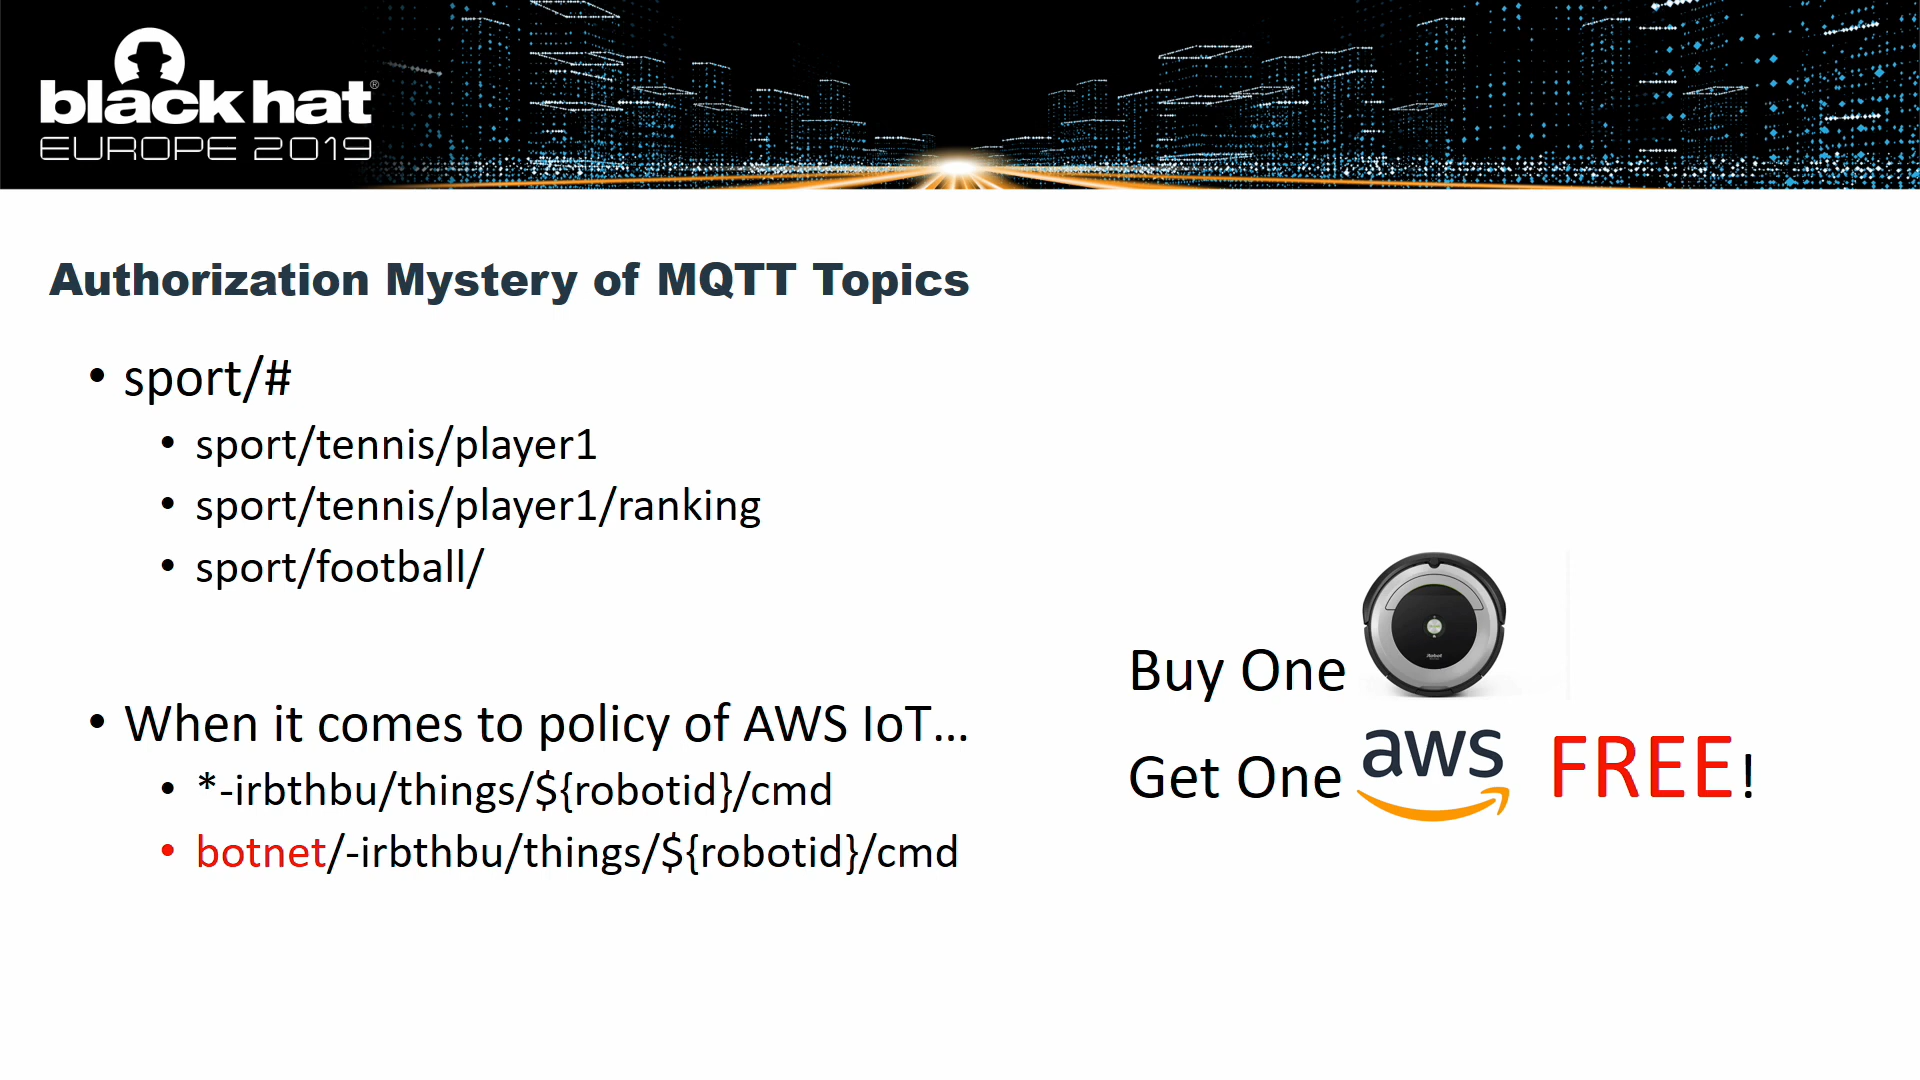 black hat®
EUROPE 2019
Authorization Mystery of MQTT Topics
• sport/#
• sport/tennis/player1
• sport/tennis/player1/ranking
• sport/football/
• When it comes to policy of AWS IoT...
• *-irbthbu/things/${robotid}/cmd
• botnet/-irbthbu/things/${robotid}/cmd
Buy One
iRobot
Get One aws FREE!